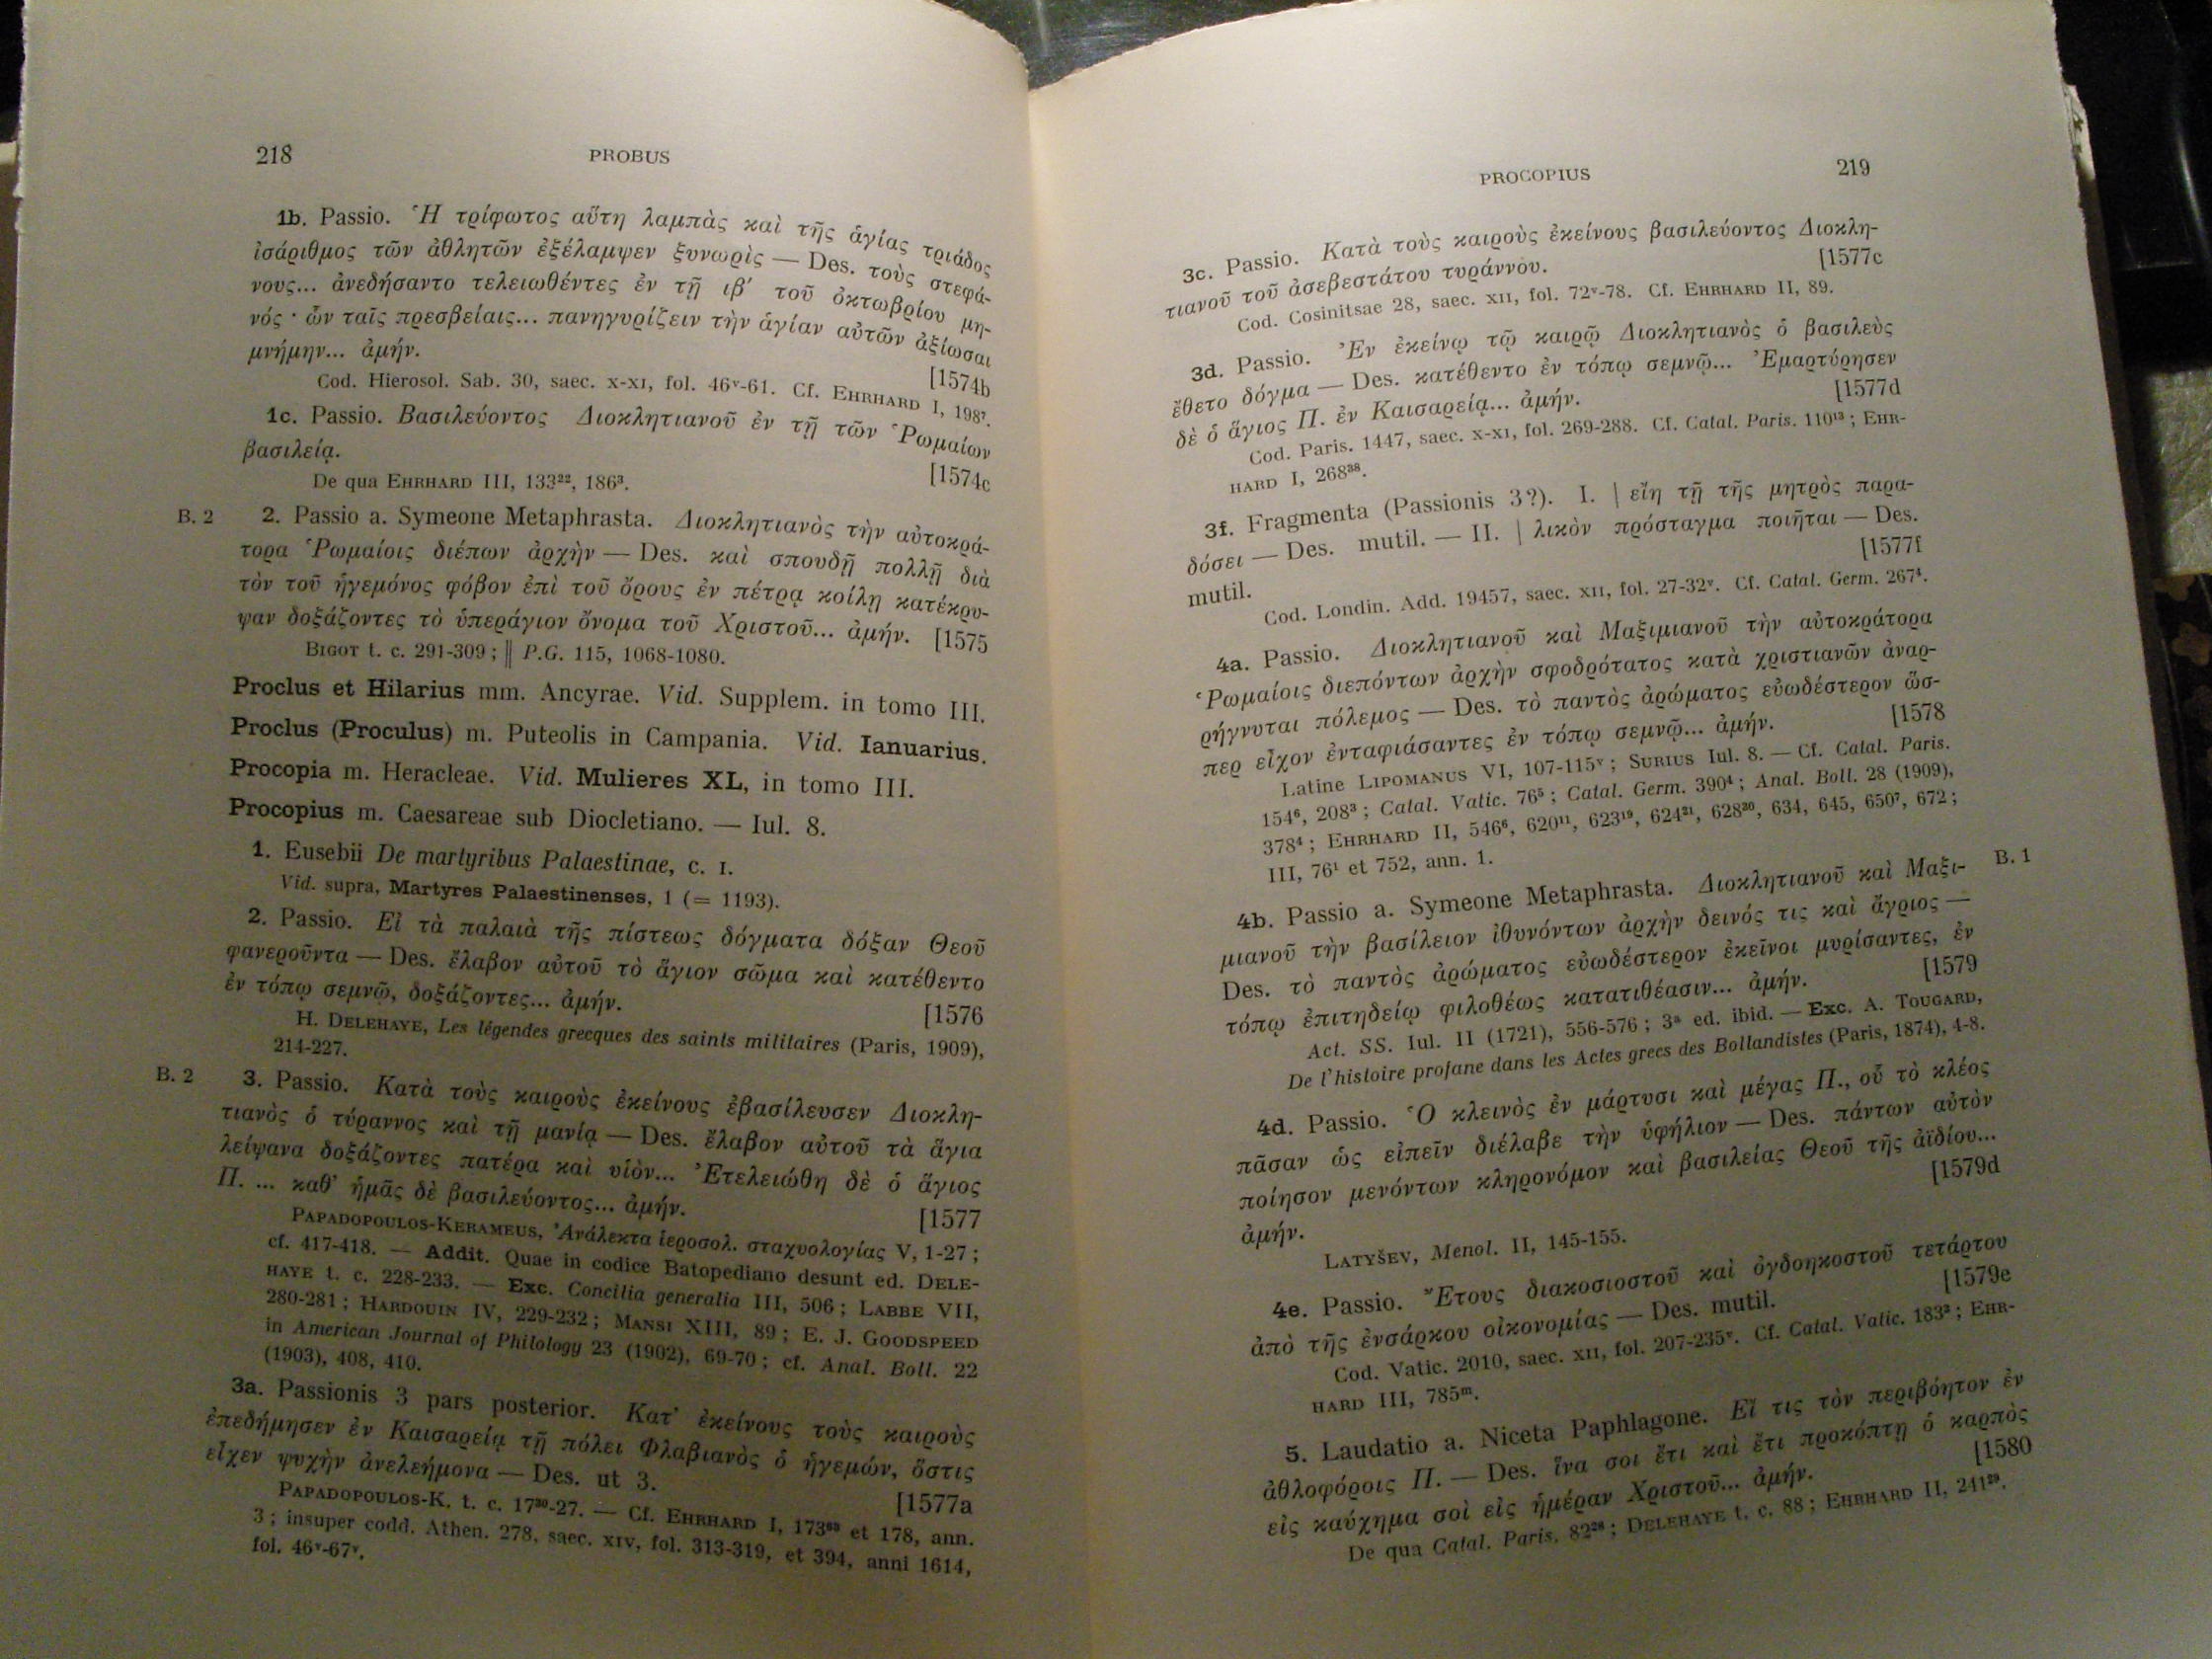 218
PROBUS
1b. Passio. Ἡ τρίφωτος αὕτη λαμπὰς καὶ τῆς ἁγίας τριάδος
ἰσάριθμος τῶν ἀθλητῶν ἐξέλαμψεν ξυνωρὶς — Des. τοὺς στεφά-
νους... ἀνεδήσαντο τελειωθέντες ἐν τῇ ιβʹ τοῦ ὀκτωβρίου μη-
νός · ὧν ταῖς πρεσβείαις... πανηγυρίζειν τὴν ἁγίαν αὐτῶν ἀξίωσαι
μνήμην... ἀμήν. [1574b
Cod. Hierosol. Sab. 30, saec. x-xi, fol. 46ᵛ-61. Cf. EHRHARD I, 198⁷.
1c. Passio. Βασιλεύοντος Διοκλητιανοῦ ἐν τῇ τῶν Ῥωμαίων
βασιλείᾳ. [1574c
De qua EHRHARD III, 133²², 186³.
B. 2 2. Passio a. Symeone Metaphrasta. Διοκλητιανὸς τὴν αὐτοκρά-
τορα Ῥωμαίοις διέπων ἀρχὴν — Des. καὶ σπουδῇ πολλῇ διὰ
τὸν τοῦ ἡγεμόνος φόβον ἐπὶ τοῦ ὄρους ἐν πέτρᾳ κοίλῃ κατέκρυ-
ψαν δοξάζοντες τὸ ὑπεράγιον ὄνομα τοῦ Χριστοῦ... ἀμήν. [1575
BIGOT t. c. 291-309 ; || P.G. 115, 1068-1080.
Proclus et Hilarius mm. Ancyrae. Vid. Supplem. in tomo III.
Proclus (Proculus) m. Puteolis in Campania. Vid. Ianuarius.
Procopia m. Heracleae. Vid. Mulieres XL, in tomo III.
Procopius m. Caesareae sub Diocletiano. — Iul. 8.
1. Eusebii De martyribus Palaestinae, c. I.
Vid. supra, Martyres Palaestinenses, 1 (= 1193).
2. Passio. Εἰ τὰ παλαιὰ τῆς πίστεως δόγματα δόξαν Θεοῦ
φανεροῦντα — Des. ἔλαβον αὐτοῦ τὸ ἅγιον σῶμα καὶ κατέθεντο
ἐν τόπῳ σεμνῷ, δοξάζοντες... ἀμήν. [1576
H. DELEHAYE, Les légendes grecques des saints militaires (Paris, 1909),
214-227.
B. 2 3. Passio. Κατὰ τοὺς καιροὺς ἐκείνους ἐβασίλευσεν Διοκλη-
τιανὸς ὁ τύραννος καὶ τῇ μανίᾳ — Des. ἔλαβον αὐτοῦ τὰ ἅγια
λείψανα δοξάζοντες πατέρα καὶ υἱὸν... Ἐτελειώθη δὲ ὁ ἅγιος
Π. ... καθ᾽ ἡμᾶς δὲ βασιλεύοντος... ἀμήν. [1577
PAPADOPOULOS-KERAMEUS, Ἀνάλεκτα ἱεροσολ. σταχυολογίας V, 1-27 ;
cf. 417-418. — Addit. Quae in codice Batopediano desunt ed. DELE-
HAYE t. c. 228-233. — Exc. Concilia generalia III, 506 ; LABBE VII,
280-281 ; HARDOUIN IV, 229-232 ; MANSI XIII, 89 ; E. J. GOODSPEED
in American Journal of Philology 23 (1902), 69-70 ; cf. Anal. Boll. 22
(1903), 408, 410.
3a. Passionis 3 pars posterior. Κατ᾽ ἐκείνους τοὺς καιροὺς
ἐπεδήμησεν ἐν Καισαρείᾳ τῇ πόλει Φλαβιανὸς ὁ ἡγεμών, ὅστις
εἶχεν ψυχὴν ἀνελεήμονα — Des. ut 3. [1577a
PAPADOPOULOS-K. t. c. 17³⁰-27. — Cf. EHRHARD I, 173 et 178, ann.
3 ; insuper codd. Athen. 278, saec. xiv, fol. 313-319, et 394, anni 1614,
fol. 46ᵛ-67ᵛ.
PROCOPIUS
219
3c. Passio. Κατὰ τοὺς καιροὺς ἐκείνους βασιλεύοντος Διοκλη-
τιανοῦ τοῦ ἀσεβεστάτου τυράννου. [1577c
Cod. Cosinitsae 28, saec. xii, fol. 72ᵛ-78. Cf. EHRHARD II, 89.
3d. Passio. Ἐν ἐκείνῳ τῷ καιρῷ Διοκλητιανὸς ὁ βασιλεὺς
ἔθετο δόγμα — Des. κατέθεντο ἐν τόπῳ σεμνῷ... Ἐμαρτύρησεν
δὲ ὁ ἅγιος Π. ἐν Καισαρείᾳ... ἀμήν. [1577d
Cod. Paris. 1447, saec. x-xi, fol. 269-288. Cf. Catal. Paris. 110¹³ ; EHR-
HARD I, 268³⁸.
3f. Fragmenta (Passionis 3 ?). I. | εἴη τῇ τῆς μητρὸς παρα-
δόσει — Des. mutil. — II. | λικὸν πρόσταγμα ποιῆται — Des.
mutil. [1577f
Cod. Londin. Add. 19457, saec. xii, fol. 27-32ᵛ. Cf. Catal. Germ. 267⁴.
4a. Passio. Διοκλητιανοῦ καὶ Μαξιμιανοῦ τὴν αὐτοκράτορα
Ῥωμαίοις διεπόντων ἀρχὴν σφοδρότατος κατὰ χριστιανῶν ἀναρ-
ρήγνυται πόλεμος — Des. τὸ παντὸς ἀρώματος εὐωδέστερον ὥσ-
περ εἶχον ἐνταφιάσαντες ἐν τόπῳ σεμνῷ... ἀμήν. [1578
Latine LIPOMANUS VI, 107-115ᵛ ; SURIUS Iul. 8. — Cf. Catal. Paris.
154⁶, 208³ ; Catal. Vatic. 76⁵ ; Catal. Germ. 390⁴ ; Anal. Boll. 28 (1909),
378⁴ ; EHRHARD II, 546⁶, 620¹¹, 623¹⁹, 624²¹, 628³⁰, 634, 645, 650⁷, 672 ;
III, 76¹ et 752, ann. 1.
4b. Passio a. Symeone Metaphrasta. Διοκλητιανοῦ καὶ Μαξι- B. 1
μιανοῦ τὴν βασίλειον ἰθυνόντων ἀρχὴν δεινός τις καὶ ἄγριος —
Des. τὸ παντὸς ἀρώματος εὐωδέστερον ἐκεῖνοι μυρίσαντες, ἐν
τόπῳ ἐπιτηδείῳ φιλοθέως κατατιθέασιν... ἀμήν. [1579
Act. SS. Iul. II (1721), 556-576 ; 3ᵃ ed. ibid. — Exc. A. TOUGARD,
De l'histoire profane dans les Actes grecs des Bollandistes (Paris, 1874), 4-8.
4d. Passio. Ὁ κλεινὸς ἐν μάρτυσι καὶ μέγας Π., οὗ τὸ κλέος
πᾶσαν ὡς εἰπεῖν διέλαβε τὴν ὑφήλιον — Des. πάντων αὐτὸν
ποίησον μενόντων κληρονόμον καὶ βασιλείας Θεοῦ τῆς ἀϊδίου...
ἀμήν. [1579d
LATYŠEV, Menol. II, 145-155.
4e. Passio. Ἔτους διακοσιοστοῦ καὶ ὀγδοηκοστοῦ τετάρτου
ἀπὸ τῆς ἐνσάρκου οἰκονομίας — Des. mutil. [1579e
Cod. Vatic. 2010, saec. xii, fol. 207-235ᵛ. Cf. Catal. Vatic. 183² ; EHR-
HARD III, 785ᵐ.
5. Laudatio a. Niceta Paphlagone. Εἴ τις τὸν περιβόητον ἐν
ἀθλοφόροις Π. — Des. ἵνα σοι ἔτι καὶ ἔτι προκόπτῃ ὁ καρπὸς
εἰς καύχημα σοὶ εἰς ἡμέραν Χριστοῦ... ἀμήν. [1580
De qua Catal. Paris. 82²⁸ ; DELEHAYE t. c. 88 ; EHRHARD II, 241²⁹.